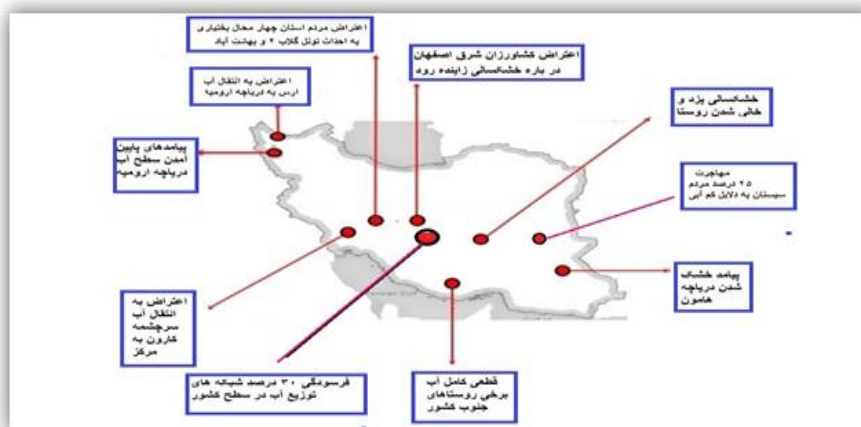 اعتراض مردم استان چهار محال بختیاری
به احداث تونل گلاب ۲ و بهشت آباد
اعتراض کشاورزان شرق اصفهان
در باره خشکسالی زاینده رود
اعتراض به انتقال آب
ارس به دریاچه ارومیه
خشکسالی یزد و
خالی شدن روستا
پیامدهای پایین
آمدن سطح آب
دریاچه ارومیه
مهاجرت
۲۵ درصد مردم
سیستان به دلایل کم آبی
پیامد خشک
شدن دریاچه
هامون
اعتراض به
انتقال آب
سرچشمه
کارون به
مرکز
فرسودگی ۳۰ درصد شبکه های
توزیع آب در سطح کشور
قطعی کامل آب
برخی روستاهای
جنوب کشور